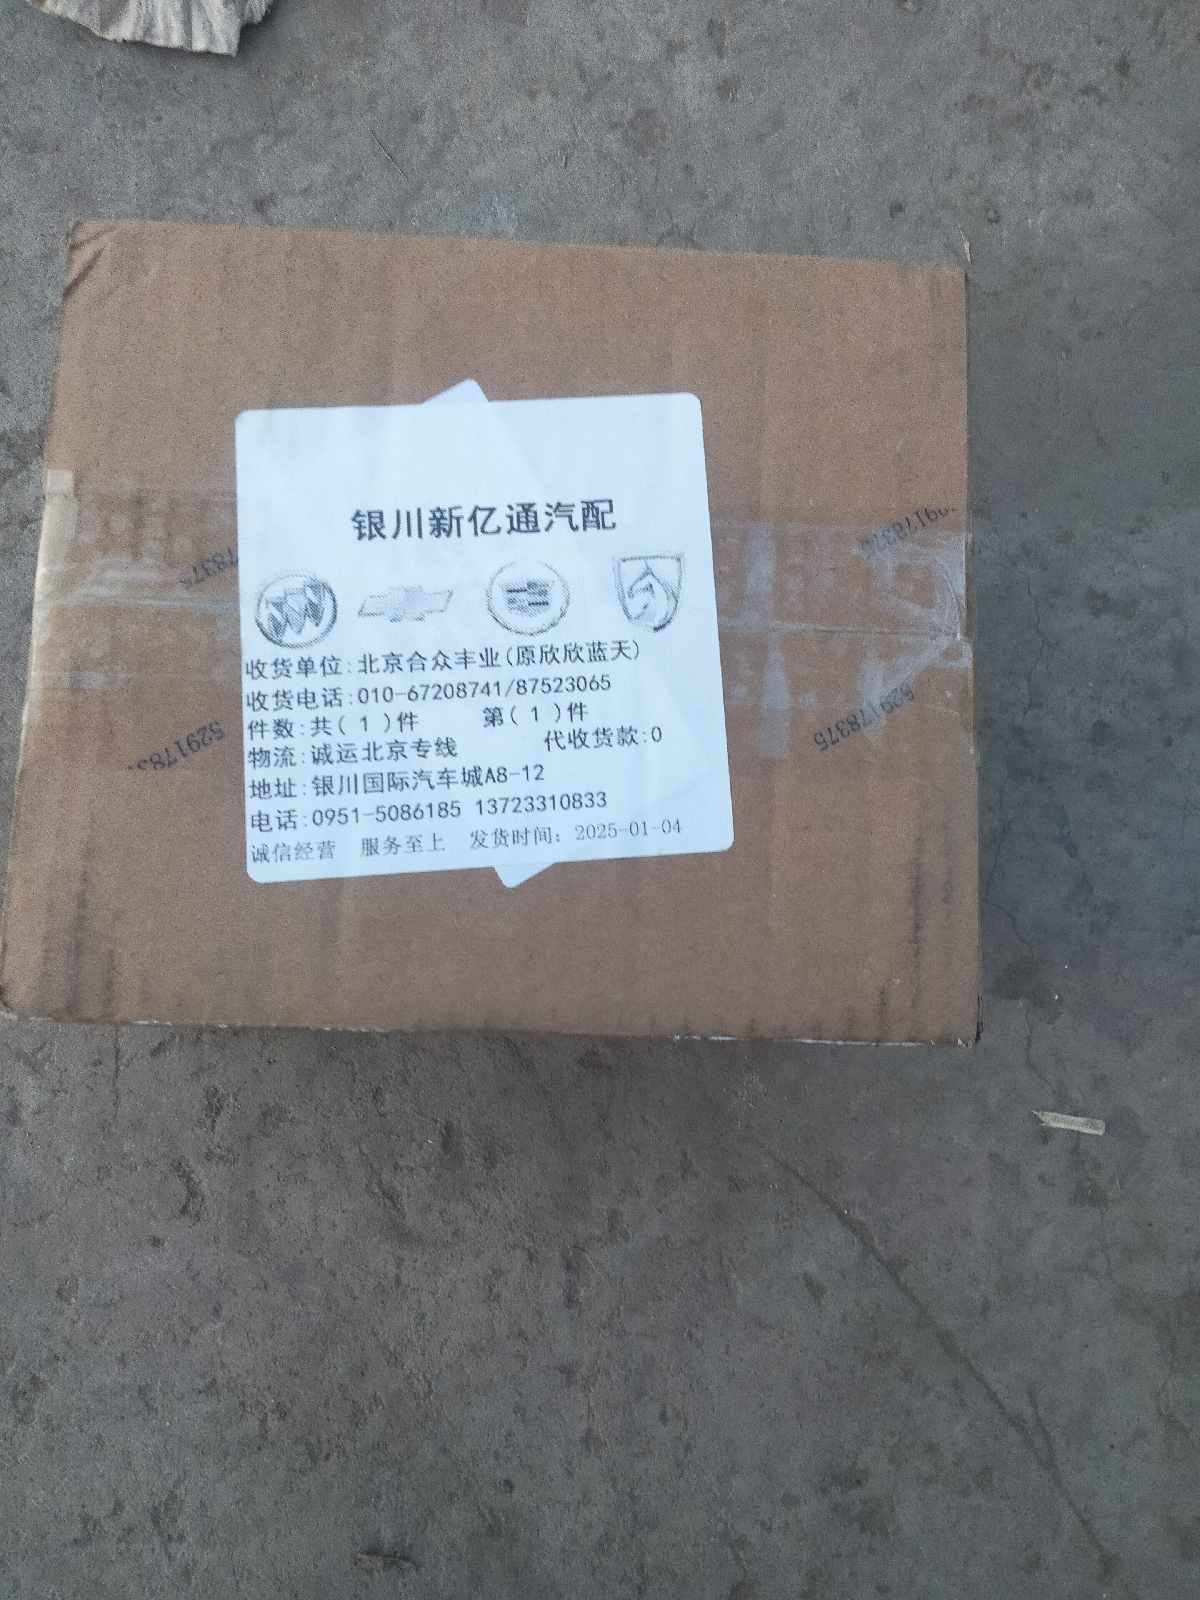 银川新亿通汽配
收货单位:北京合众丰业(原欣欣蓝天)
收货电话:010-67208741/87523065
件数:共( 1 )件 第( 1 )件
物流:诚运北京专线 代收货款:0
地址:银川国际汽车城A8-12
电话:0951-5086185 13723310833
诚信经营 服务至上 发货时间: 2025-01-04
529178375